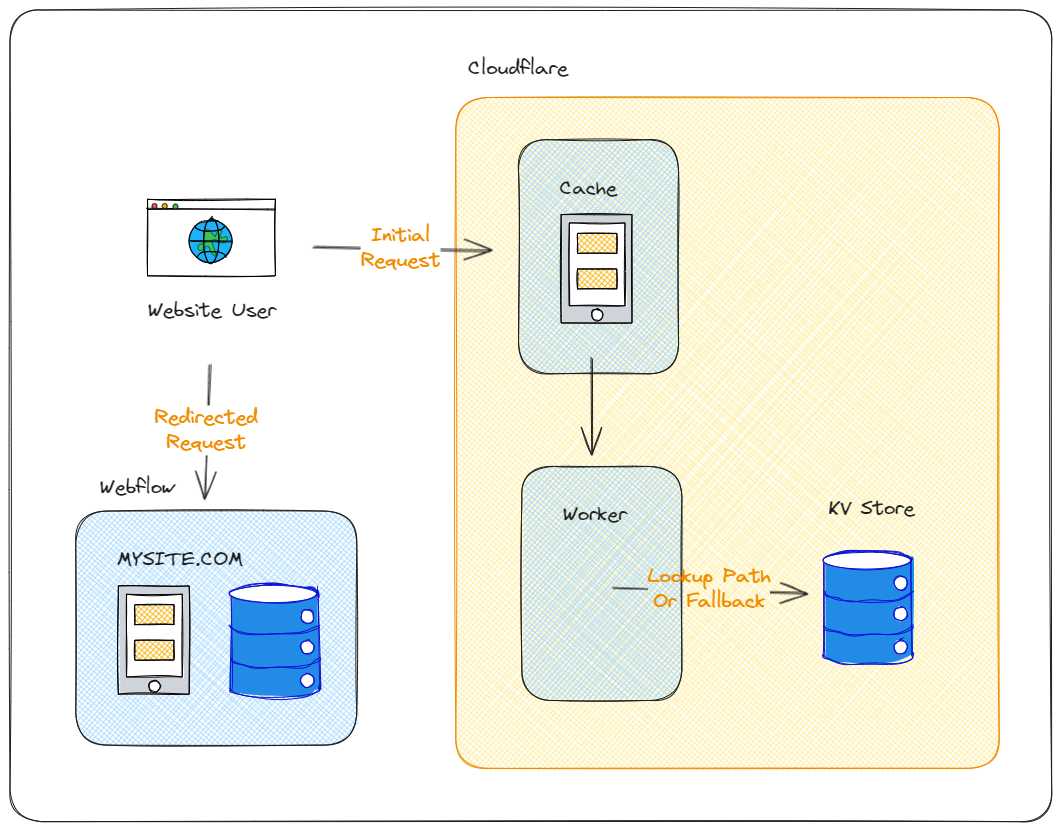 Cloudflare
Cache
Initial
Request
Website User
Redirected
Request
Webflow
MYSITE.COM
Worker
KV Store
Lookup Path
Or Fallback